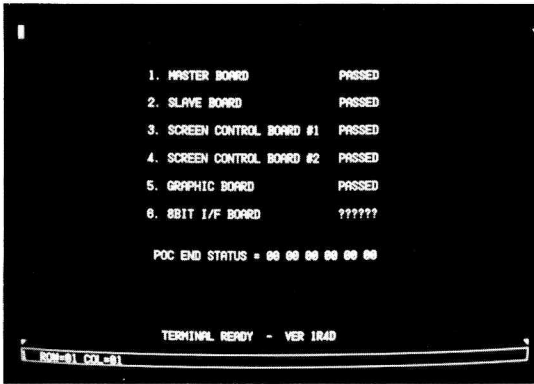 1. MASTER BOARD PASSED
2. SLAVE BOARD PASSED
3. SCREEN CONTROL BOARD #1 PASSED
4. SCREEN CONTROL BOARD #2 PASSED
5. GRAPHIC BOARD PASSED
6. 8BIT I/F BOARD ??????
POC END STATUS = 00 00 00 00 00 00
TERMINAL READY - VER 1R4D
ROW=01 COL=01